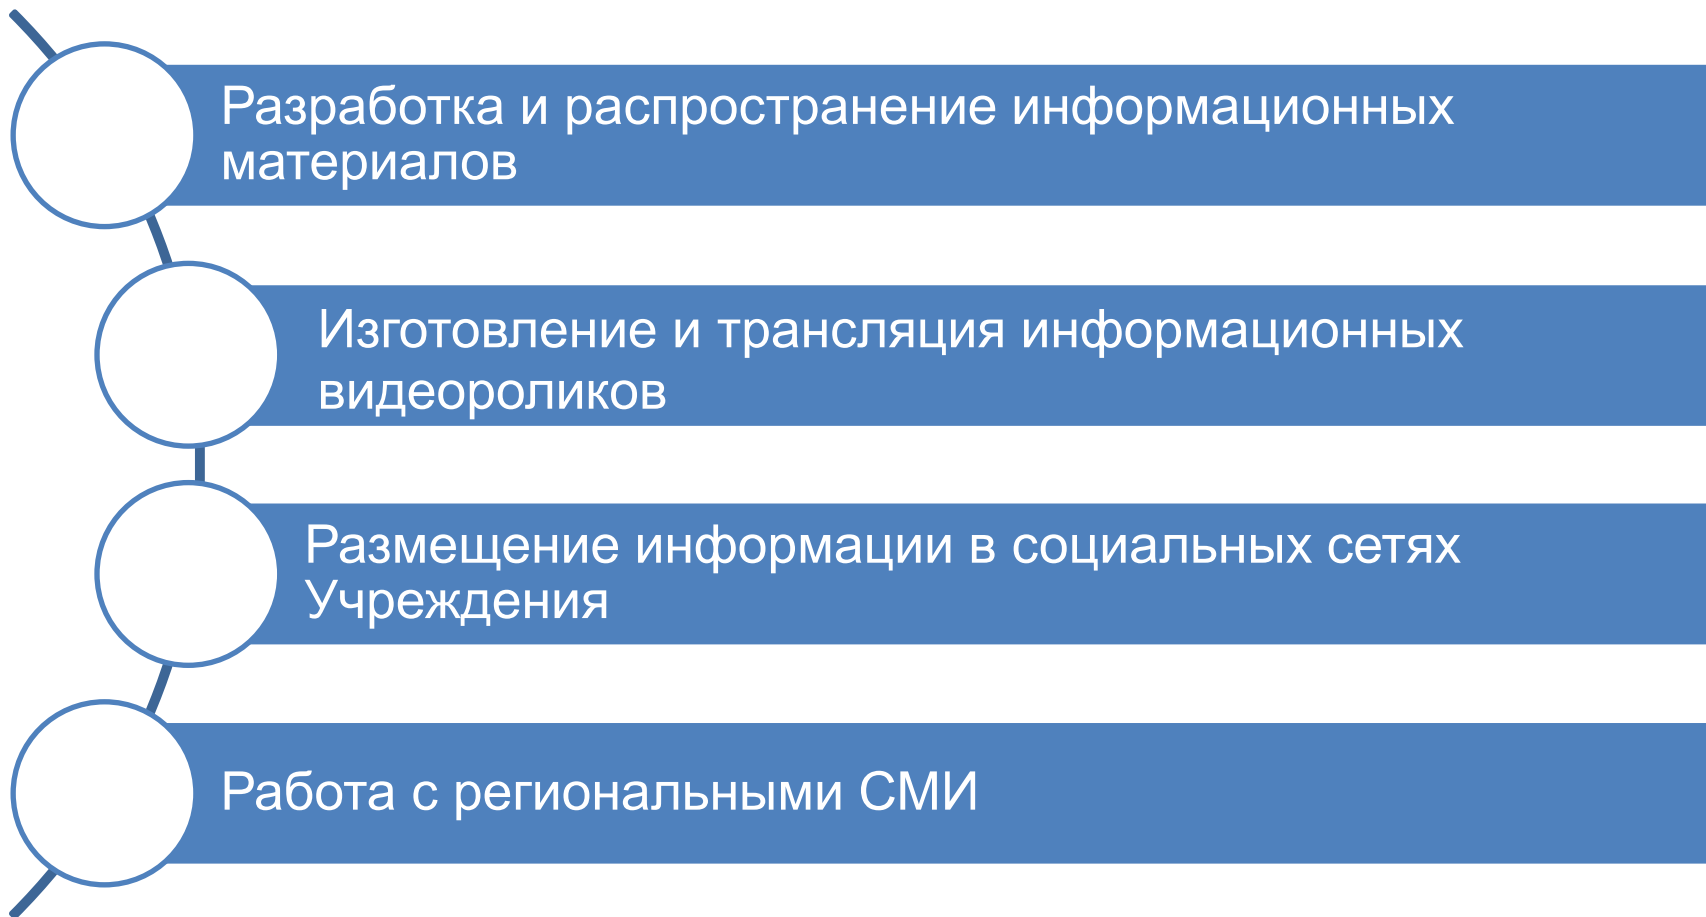 Разработка и распространение информационных
материалов
Изготовление и трансляция информационных
видеороликов
Размещение информации в социальных сетях
Учреждения
Работа с региональными СМИ